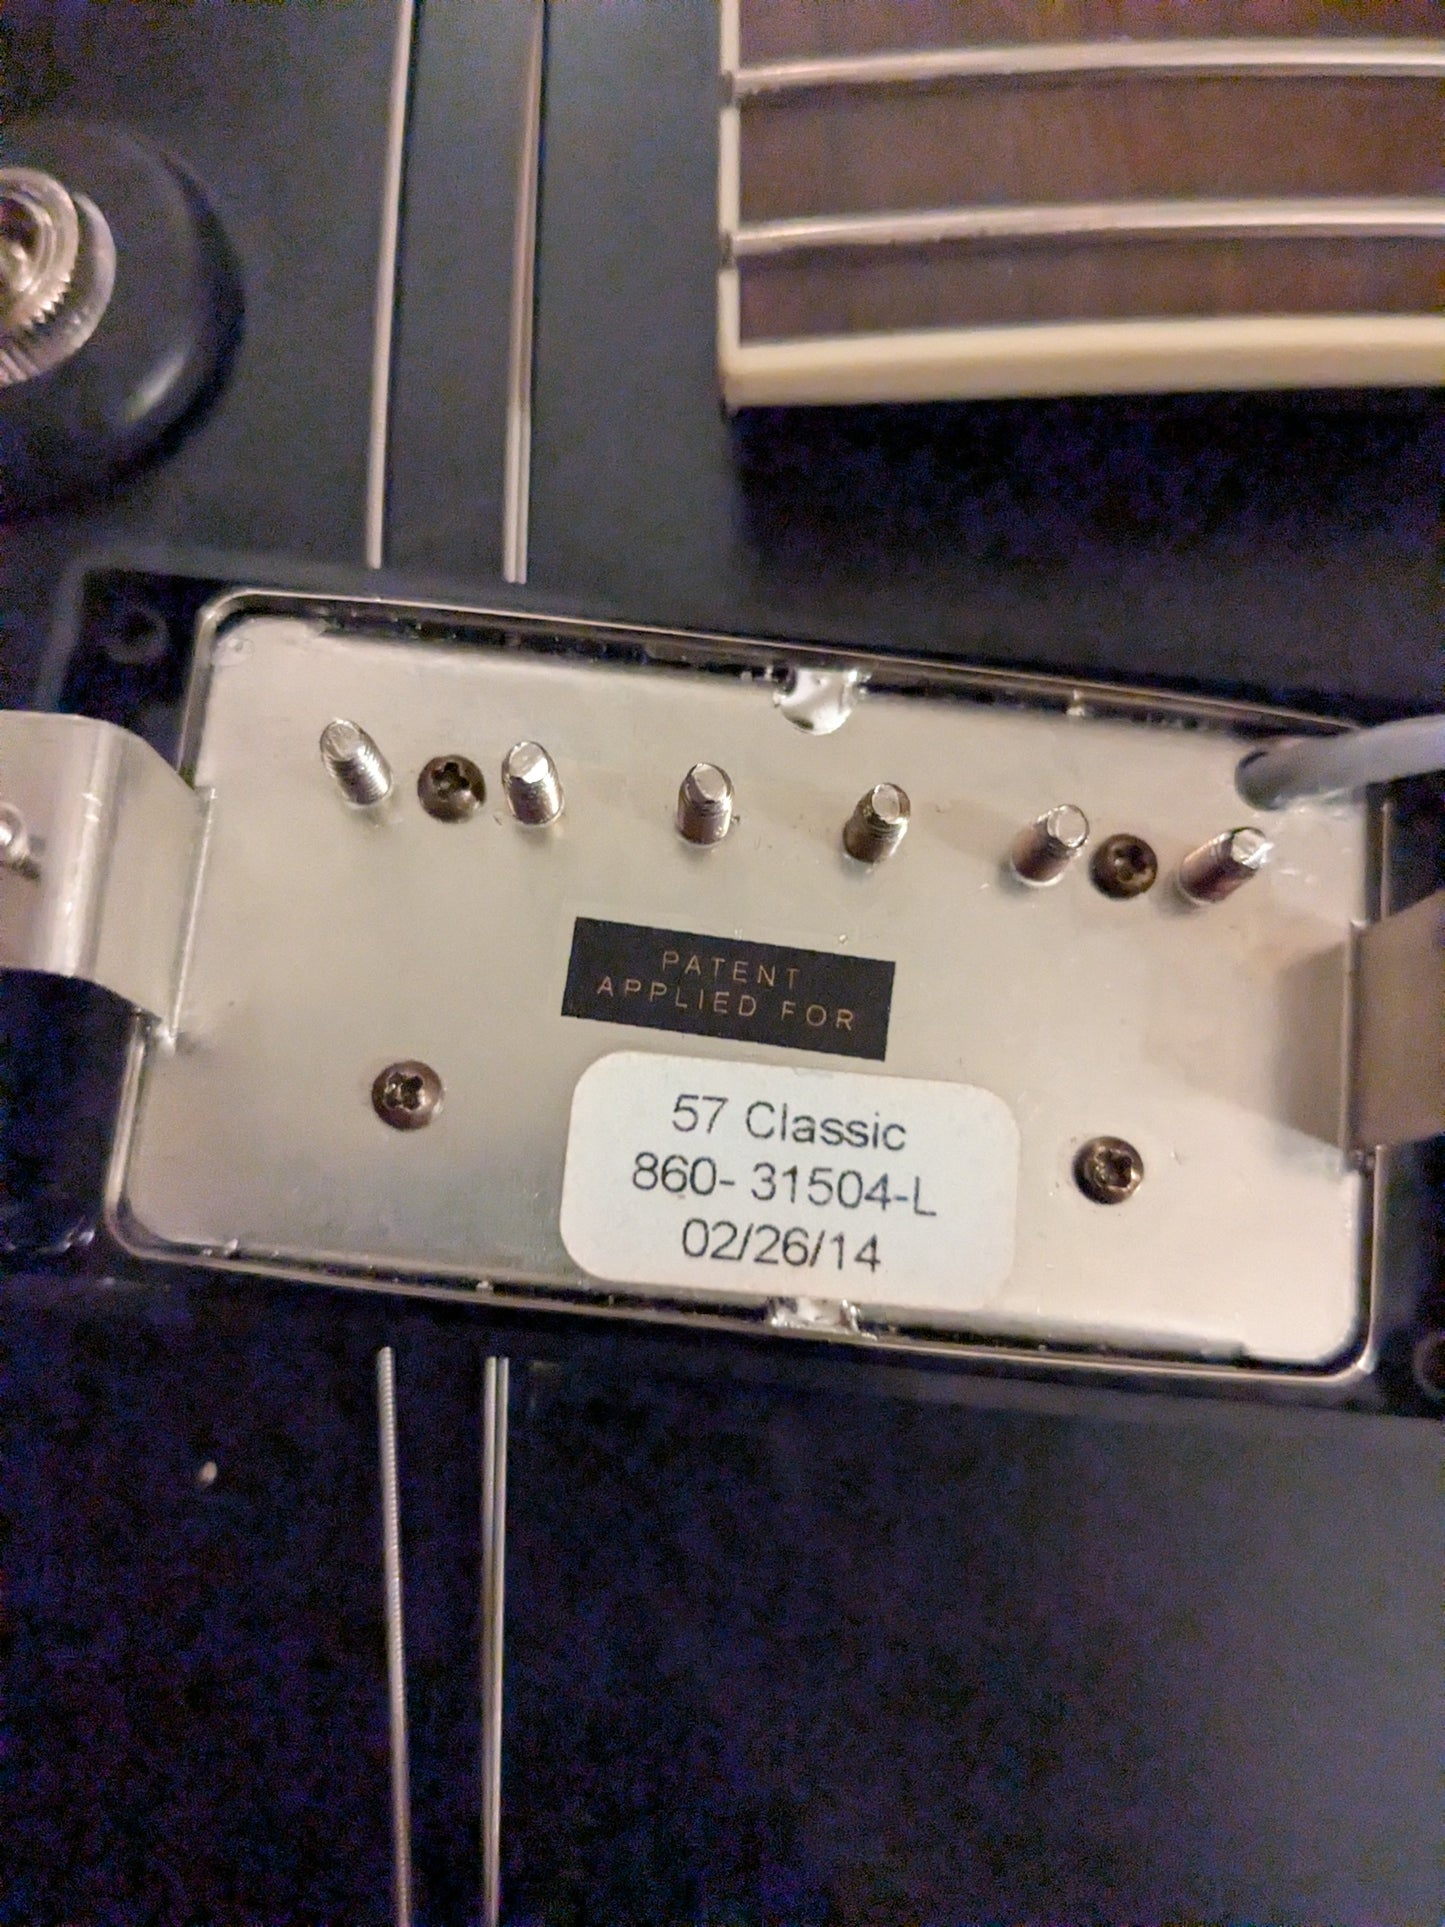 PATENT
APPLIED FOR
57 Classic
860- 31504-L
02/26/14